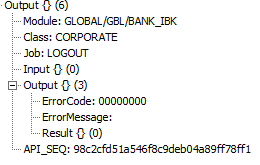 Output {} (6)
Module: GLOBAL/GBL/BANK_IBK
Class: CORPORATE
Job: LOGOUT
Input {} (0)
Output {} (3)
ErrorCode: 00000000
ErrorMessage:
Result {} (0)
API_SEQ: 98c2cfd51a546f8c9deb04a89ff78ff1